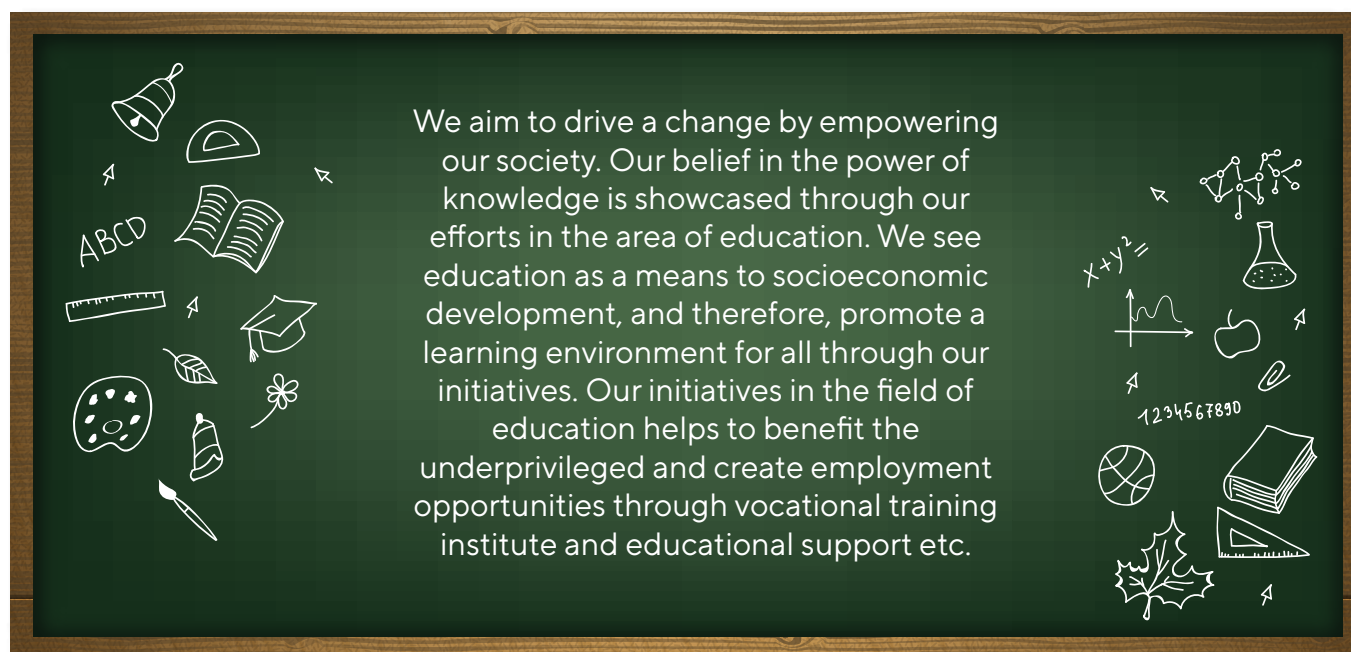 We aim to drive a change by empowering
our society. Our belief in the power of
knowledge is showcased through our
efforts in the area of education. We see
education as a means to socioeconomic
development, and therefore, promote a
learning environment for all through our
initiatives. Our initiatives in the field of
education helps to benefit the
underprivileged and create employment
opportunities through vocational training
institute and educational support etc.
ABCD
x+y²=
1234567890